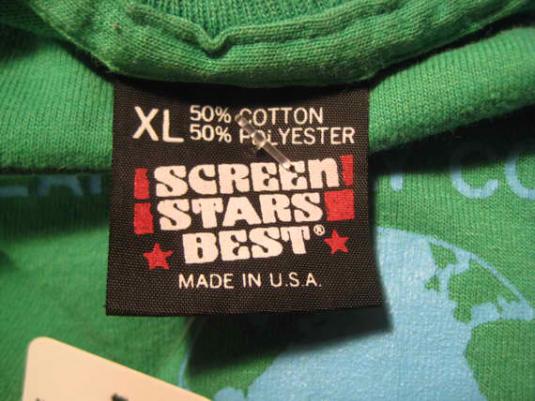 XL 50% COTTON
50% POLYESTER
SCREEN
STARS
BEST®
MADE IN U.S.A.